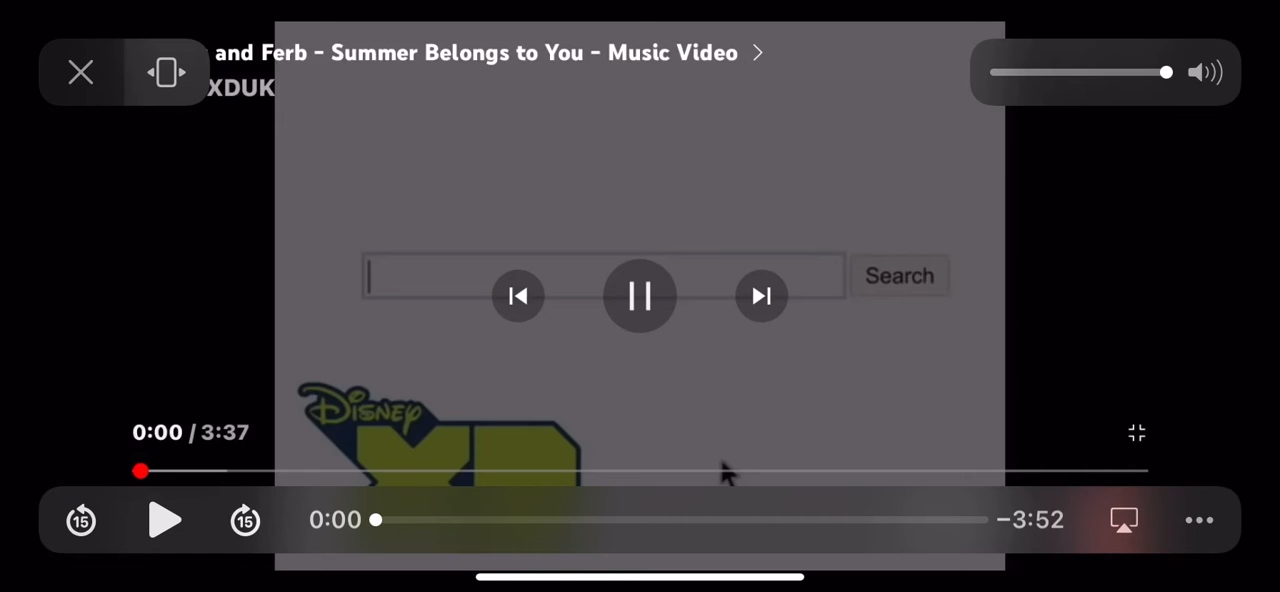 and Ferb - Summer Belongs to You - Music Video
XDUK
Search
Disney
XD
0:00 / 3:37
15
15
0:00
-3:52